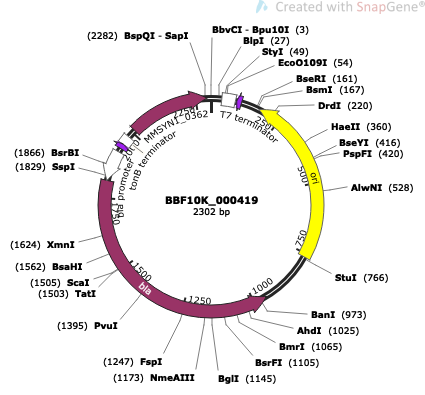 Created with SnapGene®
(2282) BspQI - SapI
BbvCI - Bpu10I (3)
BlpI (27)
StyI (49)
EcoO109I (54)
BseRI (161)
BsmI (167)
DrdI (220)
HaeII (360)
BseYI (416)
PspFI (420)
AlwNI (528)
StuI (766)
BanI (973)
AhdI (1025)
BmrI (1065)
BsrFI (1105)
BglI (1145)
(1173) NmeAIII
(1247) FspI
(1395) PvuI
(1503) TatI
(1505) ScaI
(1562) BsaHI
(1624) XmnI
(1829) SspI
(1866) BsrBI
MMSYN1_0362
T7 terminator
tonB terminator
bla promoter
ori
bla
250
500
750
1000
1250
1500
1750
BBF10K_000419
2302 bp